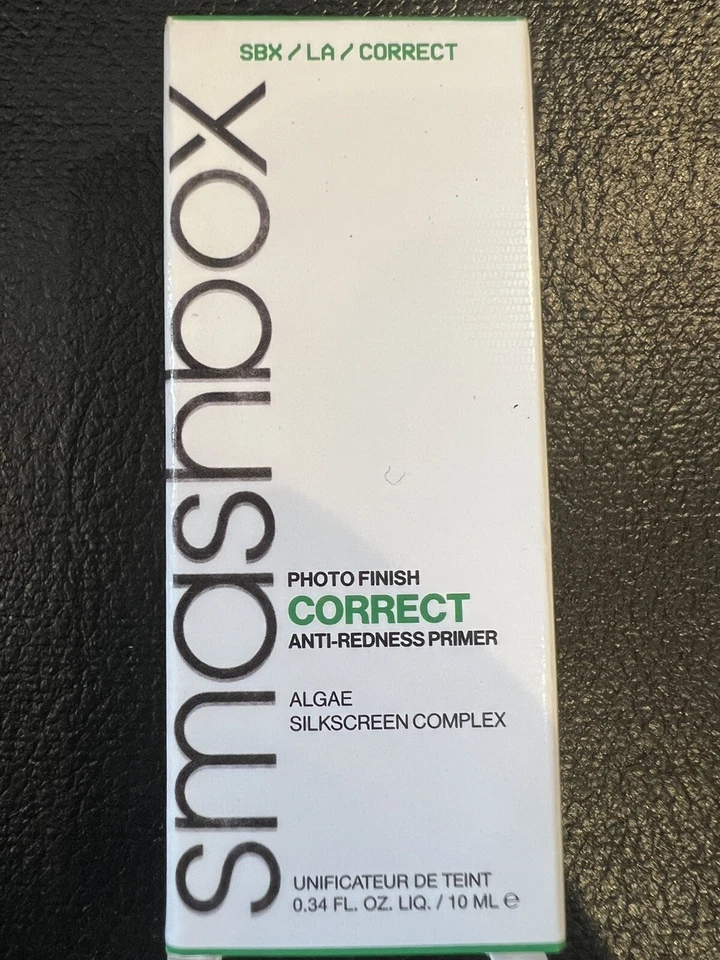 SBX / LA / CORRECT
smashbox
PHOTO FINISH
CORRECT
ANTI-REDNESS PRIMER
ALGAE
SILKSCREEN COMPLEX
UNIFICATEUR DE TEINT
0.34 FL. OZ. LIQ. / 10 ML ℮